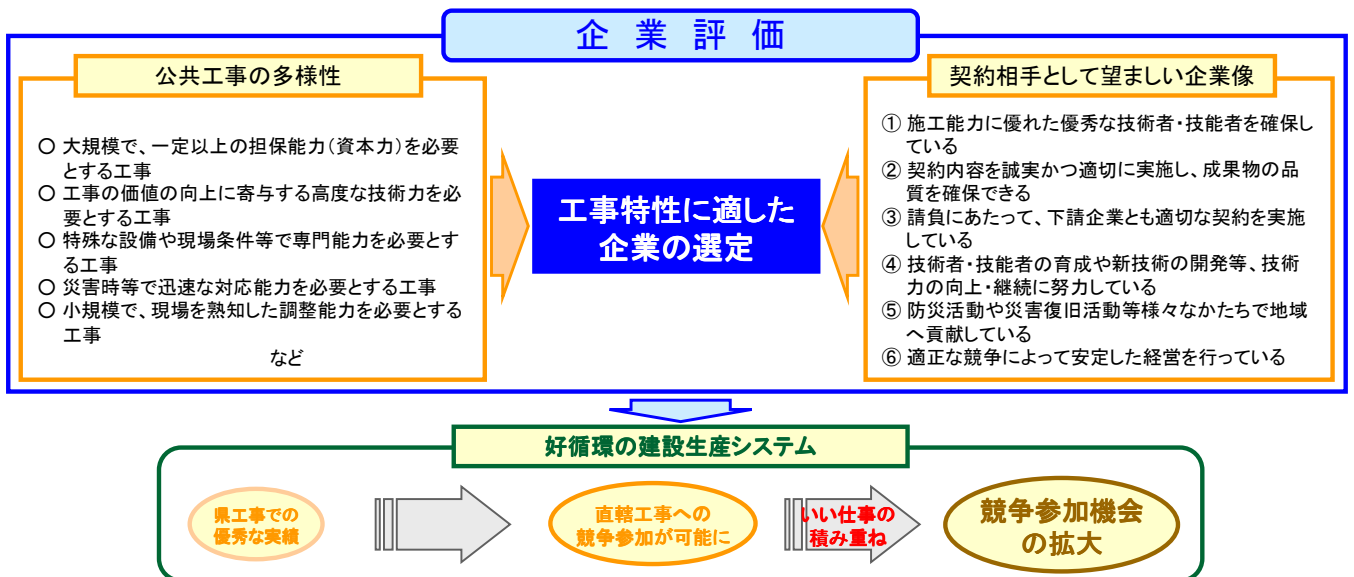 企業評価
公共工事の多様性
○ 大規模で、一定以上の担保能力(資本力)を必要
とする工事
○ 工事の価値の向上に寄与する高度な技術力を必
要とする工事
○ 特殊な設備や現場条件等で専門能力を必要とす
る工事
○ 災害時等で迅速な対応能力を必要とする工事
○ 小規模で、現場を熟知した調整能力を必要とする
工事
など
工事特性に適した
企業の選定
契約相手として望ましい企業像
① 施工能力に優れた優秀な技術者・技能者を確保し
ている
② 契約内容を誠実かつ適切に実施し、成果物の品
質を確保できる
③ 請負にあたって、下請企業とも適切な契約を実施
している
④ 技術者・技能者の育成や新技術の開発等、技術
力の向上・継続に努力している
⑤ 防災活動や災害復旧活動等様々なかたちで地域
へ貢献している
⑥ 適正な競争によって安定した経営を行っている
好循環の建設生産システム
県工事での
優秀な実績
直轄工事への
競争参加が可能に
いい仕事の
積み重ね
競争参加機会
の拡大